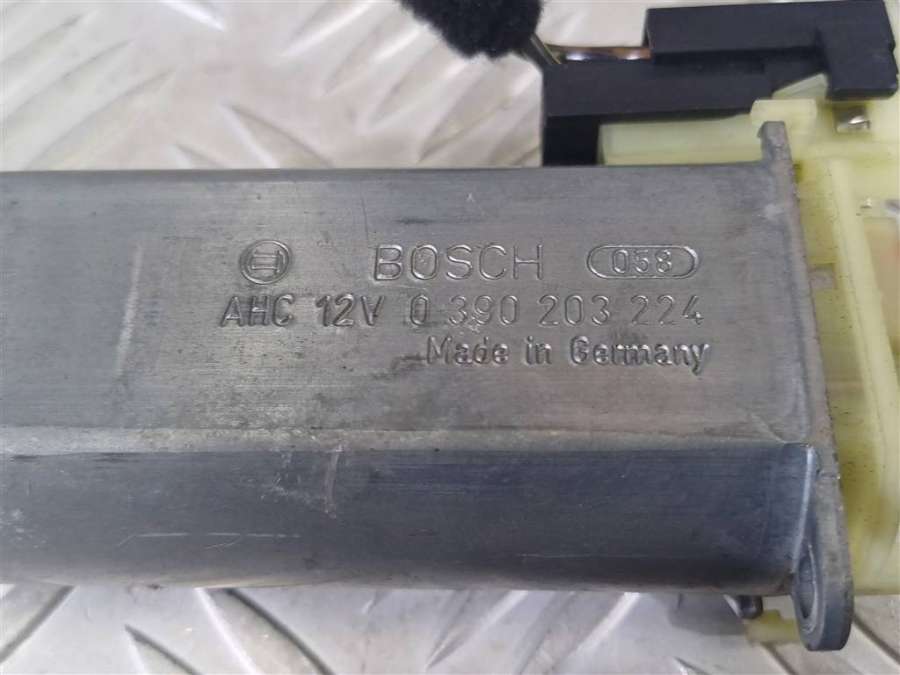 BOSCH 058
AHC 12V 0 390 203 224
Made in Germany